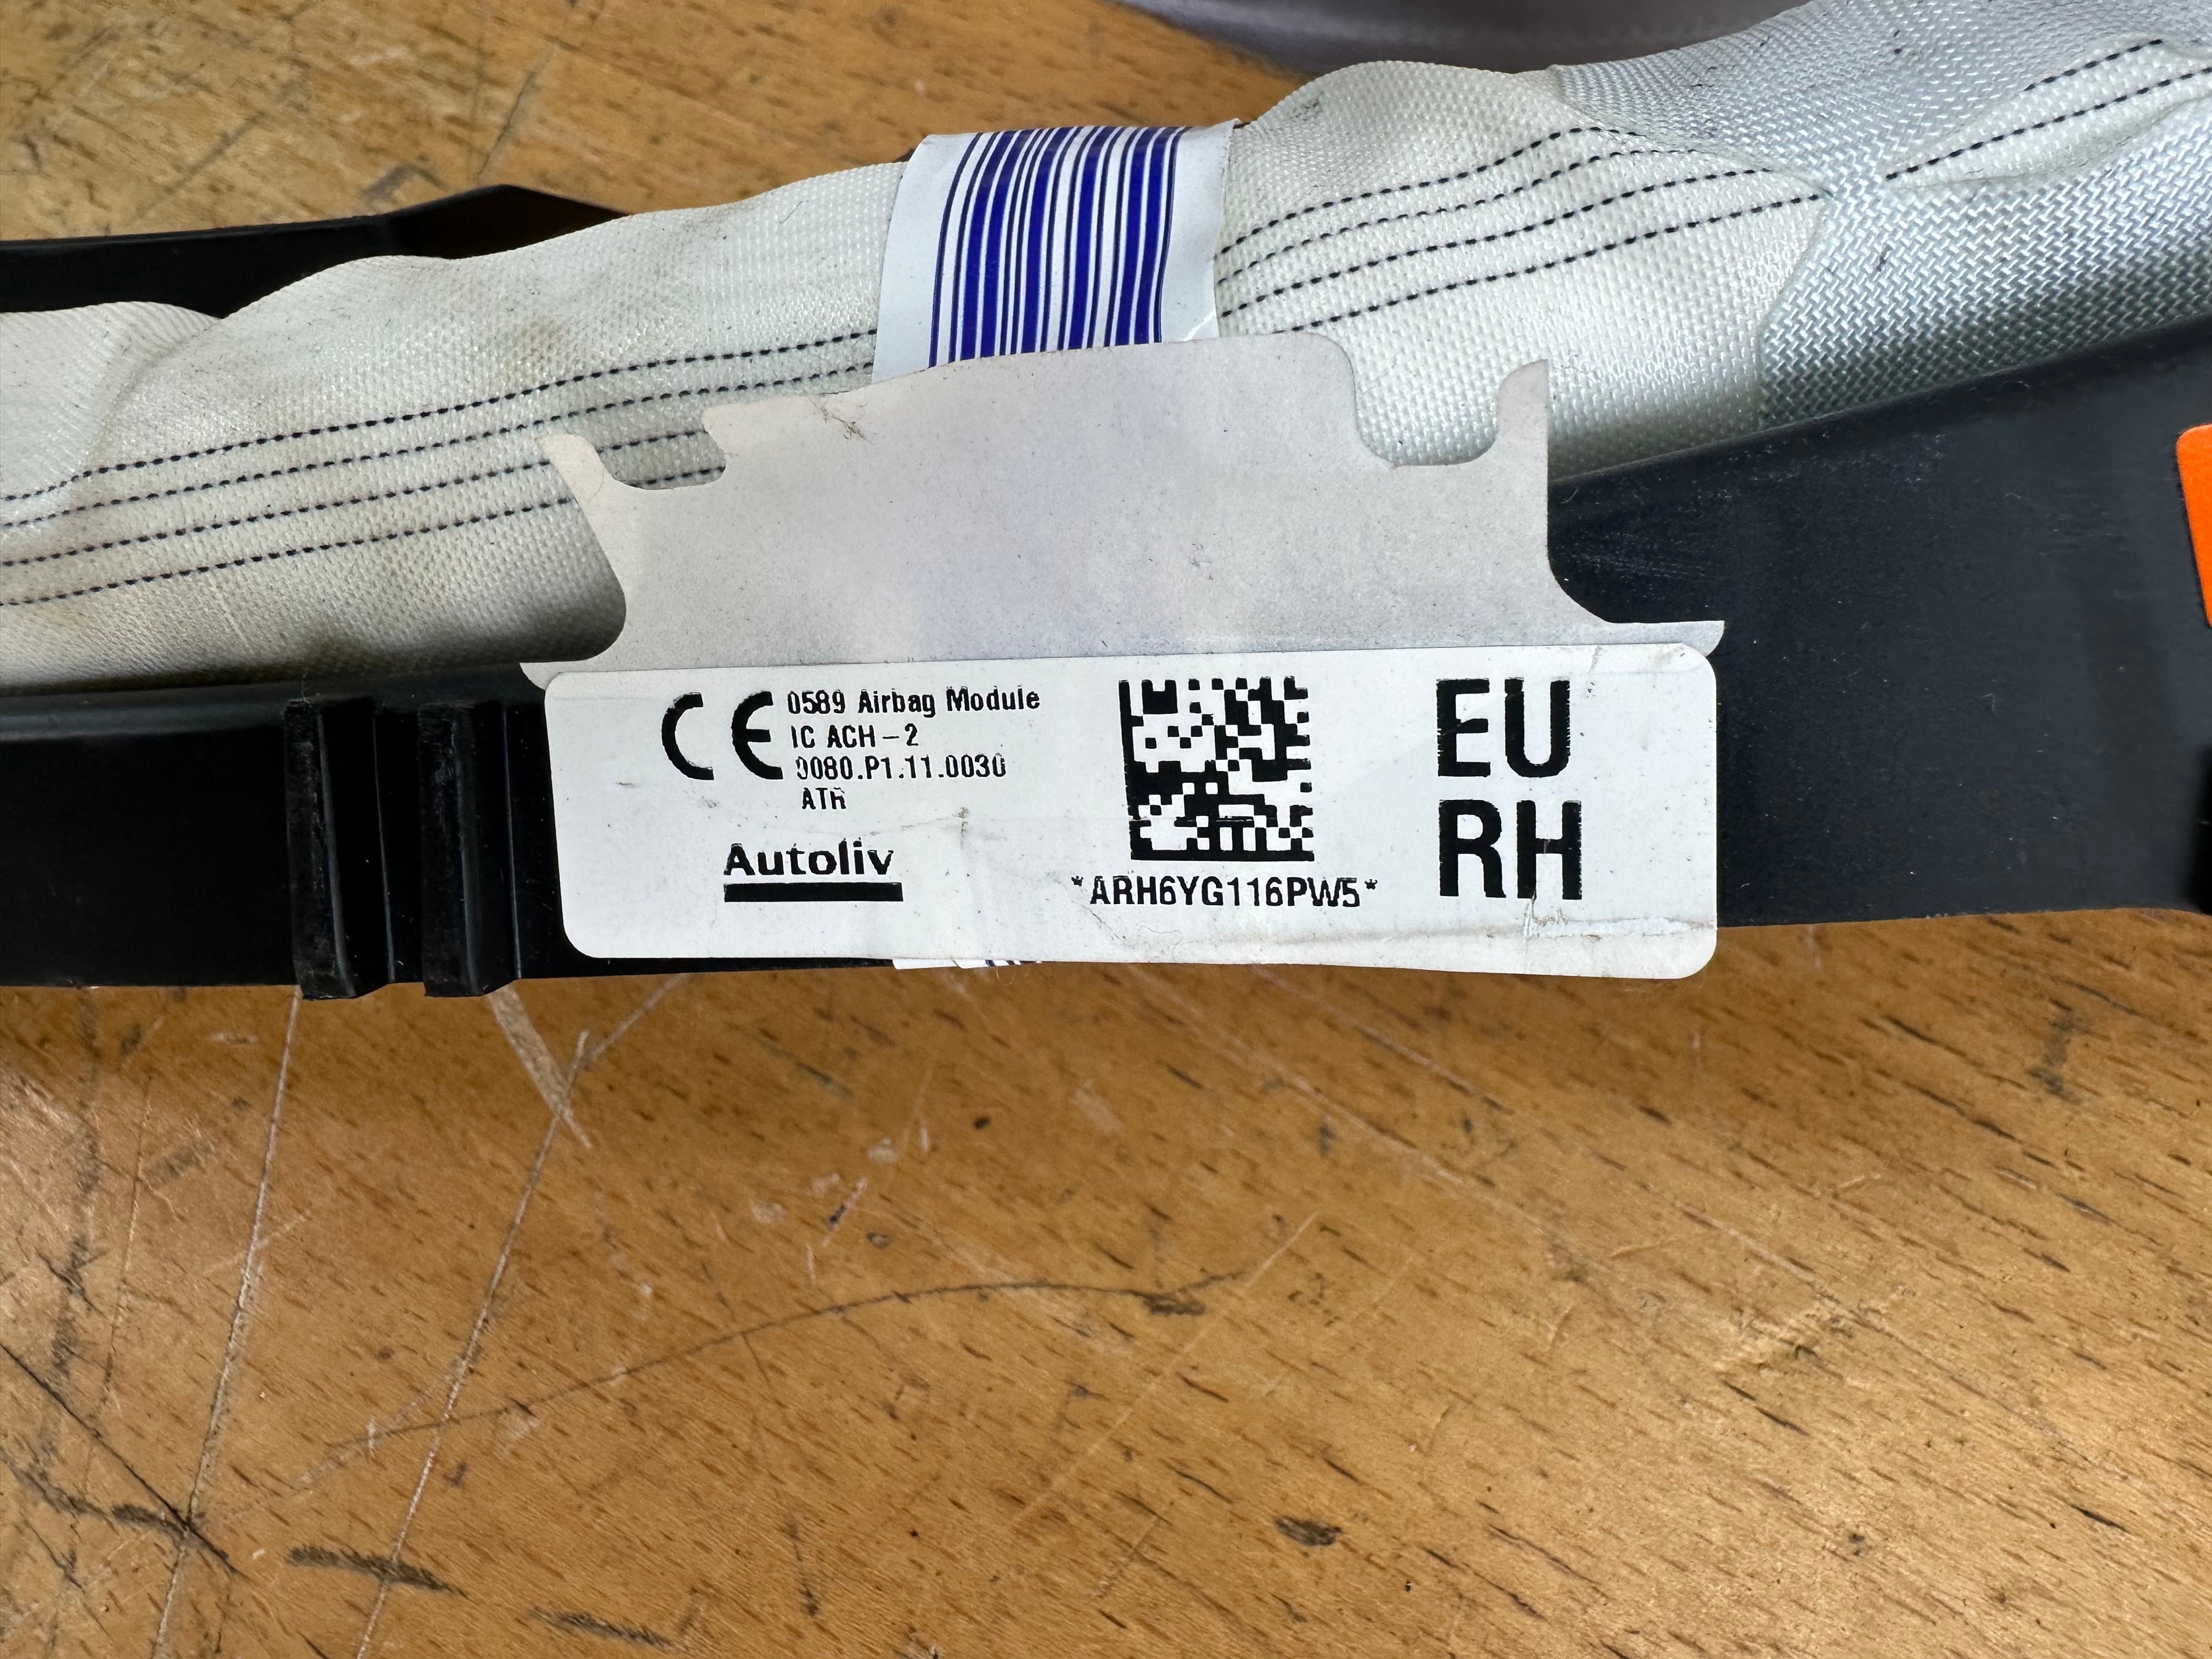 CE 0589 Airbag Module
IC ACH-2
0080.P1.11.0030
ATR
Autoliv
*ARH6YG116PW5*
EU
RH